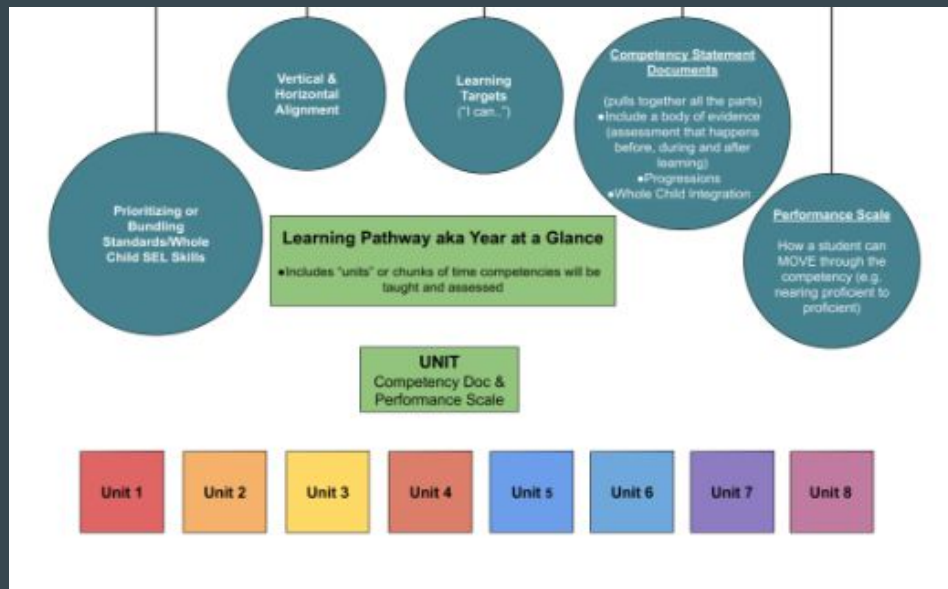 Vertical &
Horizontal
Alignment
Learning
Targets
("I can..")
Competency Statement
Documents
(pulls together all the parts)
●Include a body of evidence
(assessment that happens
before, during and after
learning)
●Progressions
●Whole Child Integration
Prioritizing or
Bundling
Standards/Whole
Child SEL Skills
Performance Scale
How a student can
MOVE through the
competency (e.g.
nearing proficient to
proficient)
Learning Pathway aka Year at a Glance
●Includes "units" or chunks of time competencies will be
taught and assessed
UNIT
Competency Doc &
Performance Scale
Unit 1
Unit 2
Unit 3
Unit 4
Unit 5
Unit 6
Unit 7
Unit 8